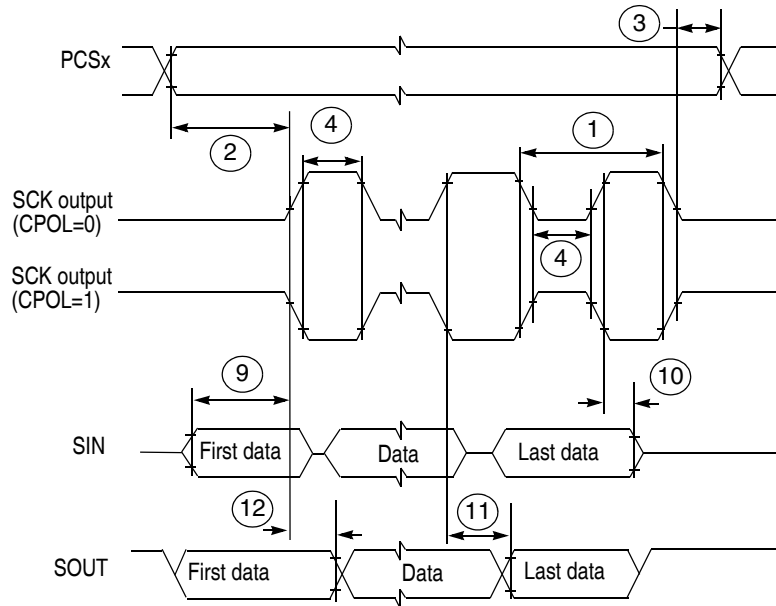 3
PCSx
2
4
1
SCK output
(CPOL=0)
4
SCK output
(CPOL=1)
9
10
SIN
First data
Data
Last data
12
11
SOUT
First data
Data
Last data